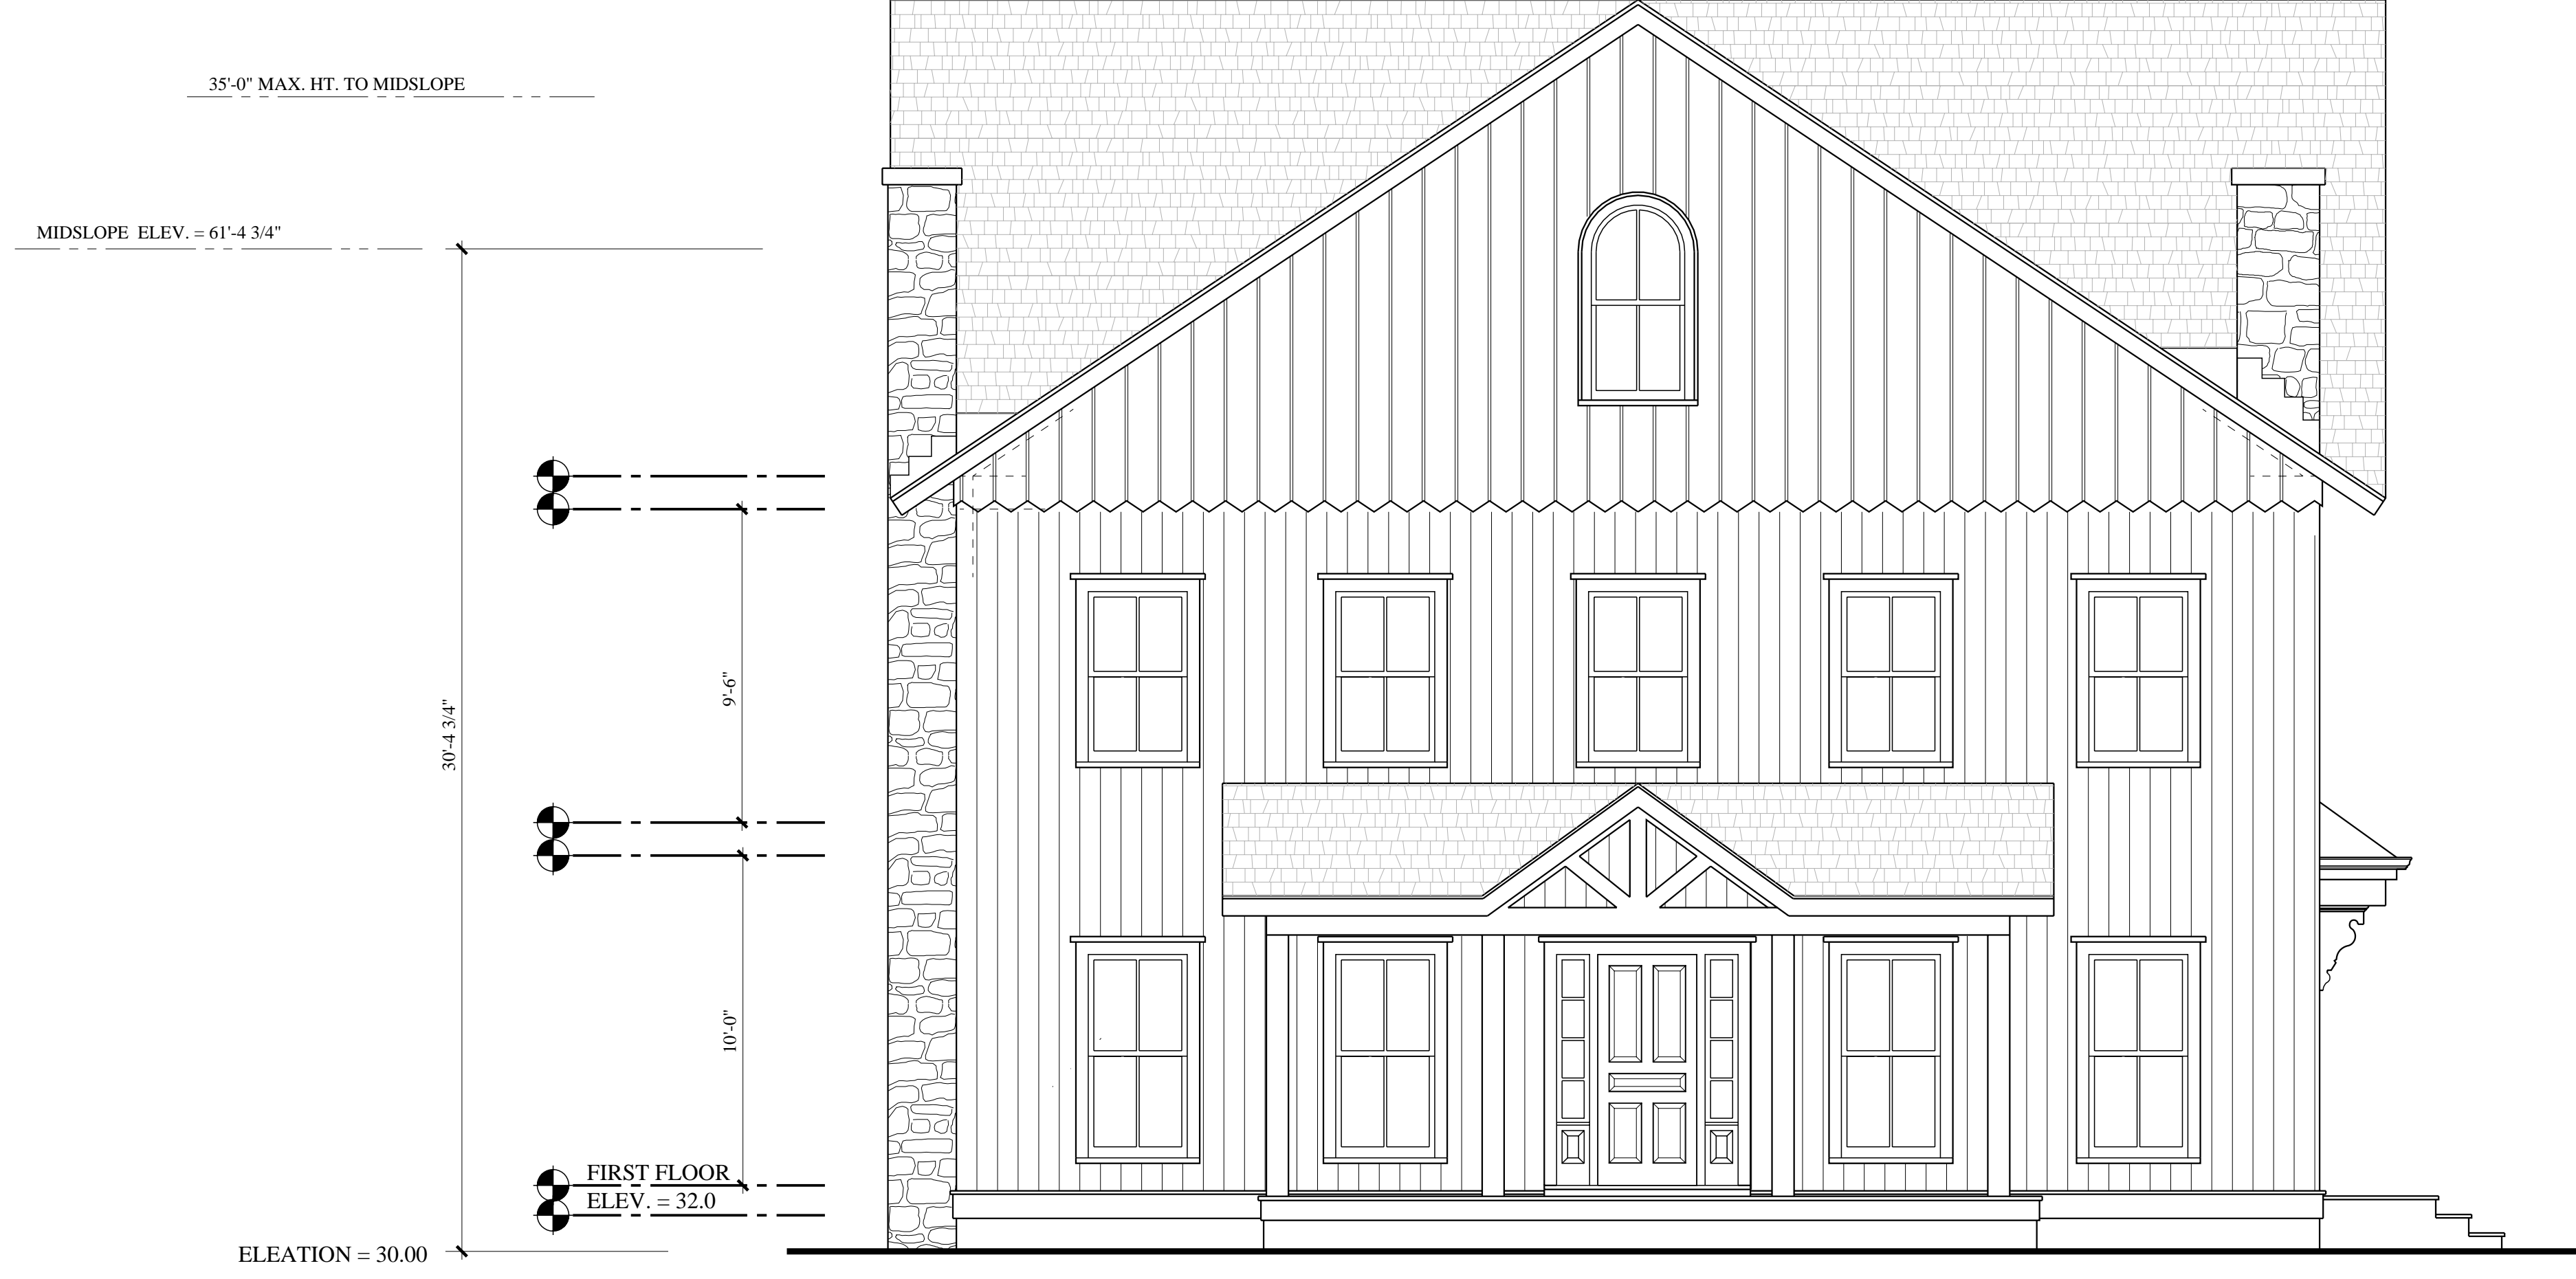 35'-0" MAX. HT. TO MIDSLOPE
MIDSLOPE ELEV. = 61'-4 3/4"
9'-6"
30'-4 3/4"
10'-0"
FIRST FLOOR
ELEV. = 32.0
ELEATION = 30.00